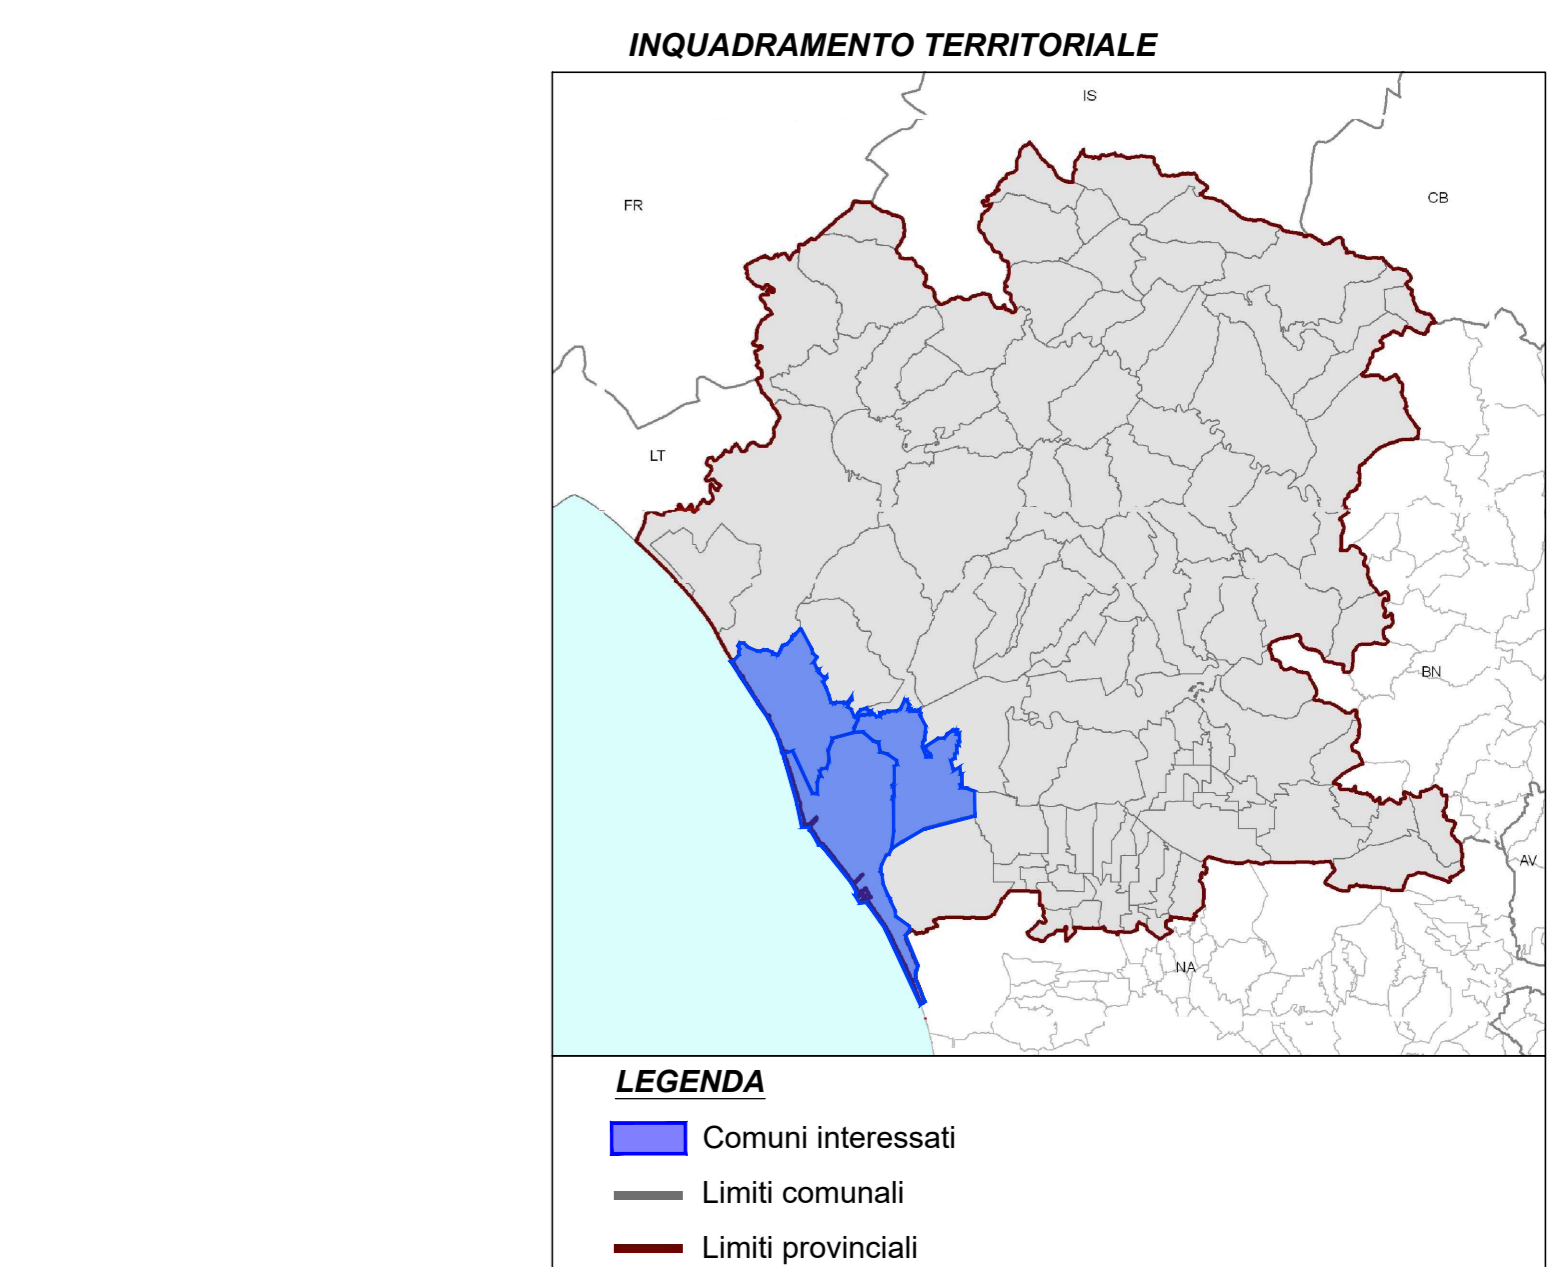 INQUADRAMENTO TERRITORIALE
IS
FR
CB
LT
BN
AV
NA
LEGENDA
Comuni interessati
Limiti comunali
Limiti provinciali